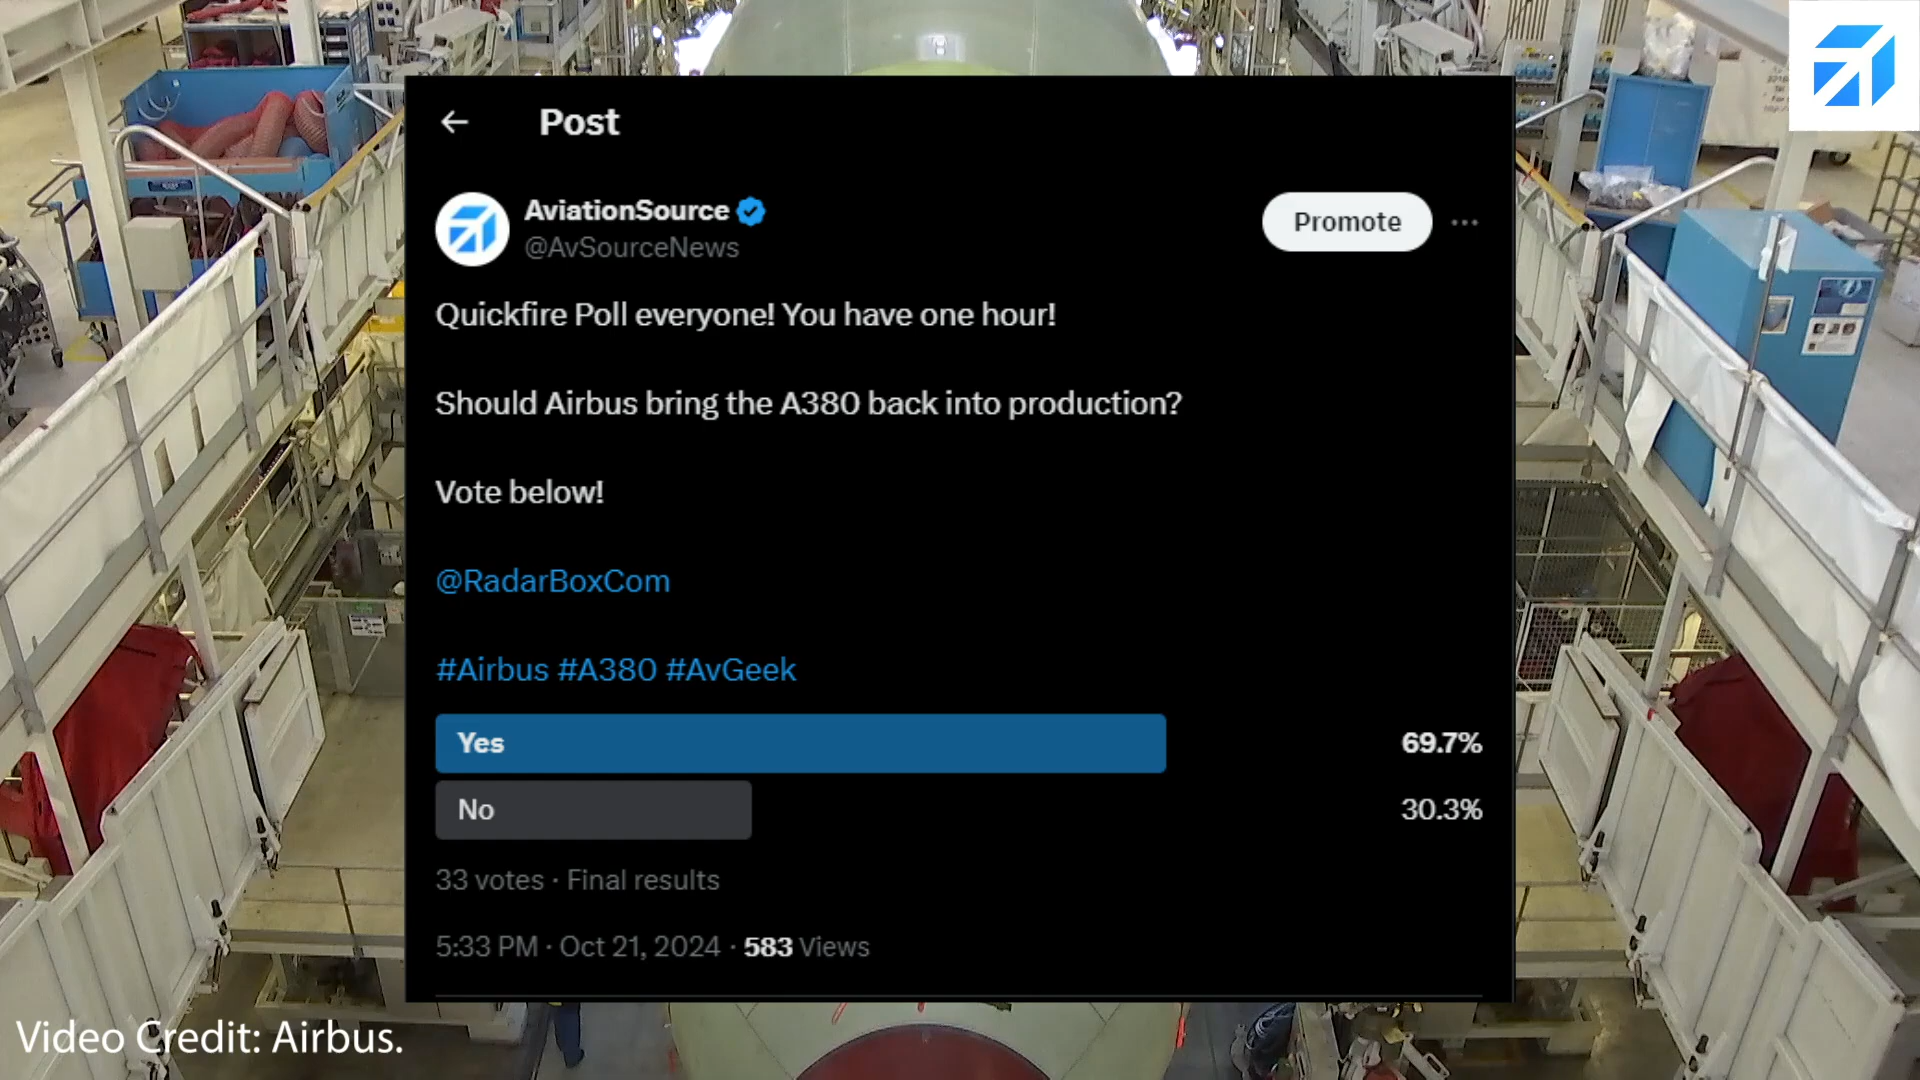 Post
AviationSource
@AvSourceNews
Promote
Quickfire Poll everyone! You have one hour!
Should Airbus bring the A380 back into production?
Vote below!
@RadarBoxCom
#Airbus #A380 #AvGeek
Yes 69.7%
No 30.3%
33 votes · Final results
5:33 PM · Oct 21, 2024 · 583 Views
Video Credit: Airbus.